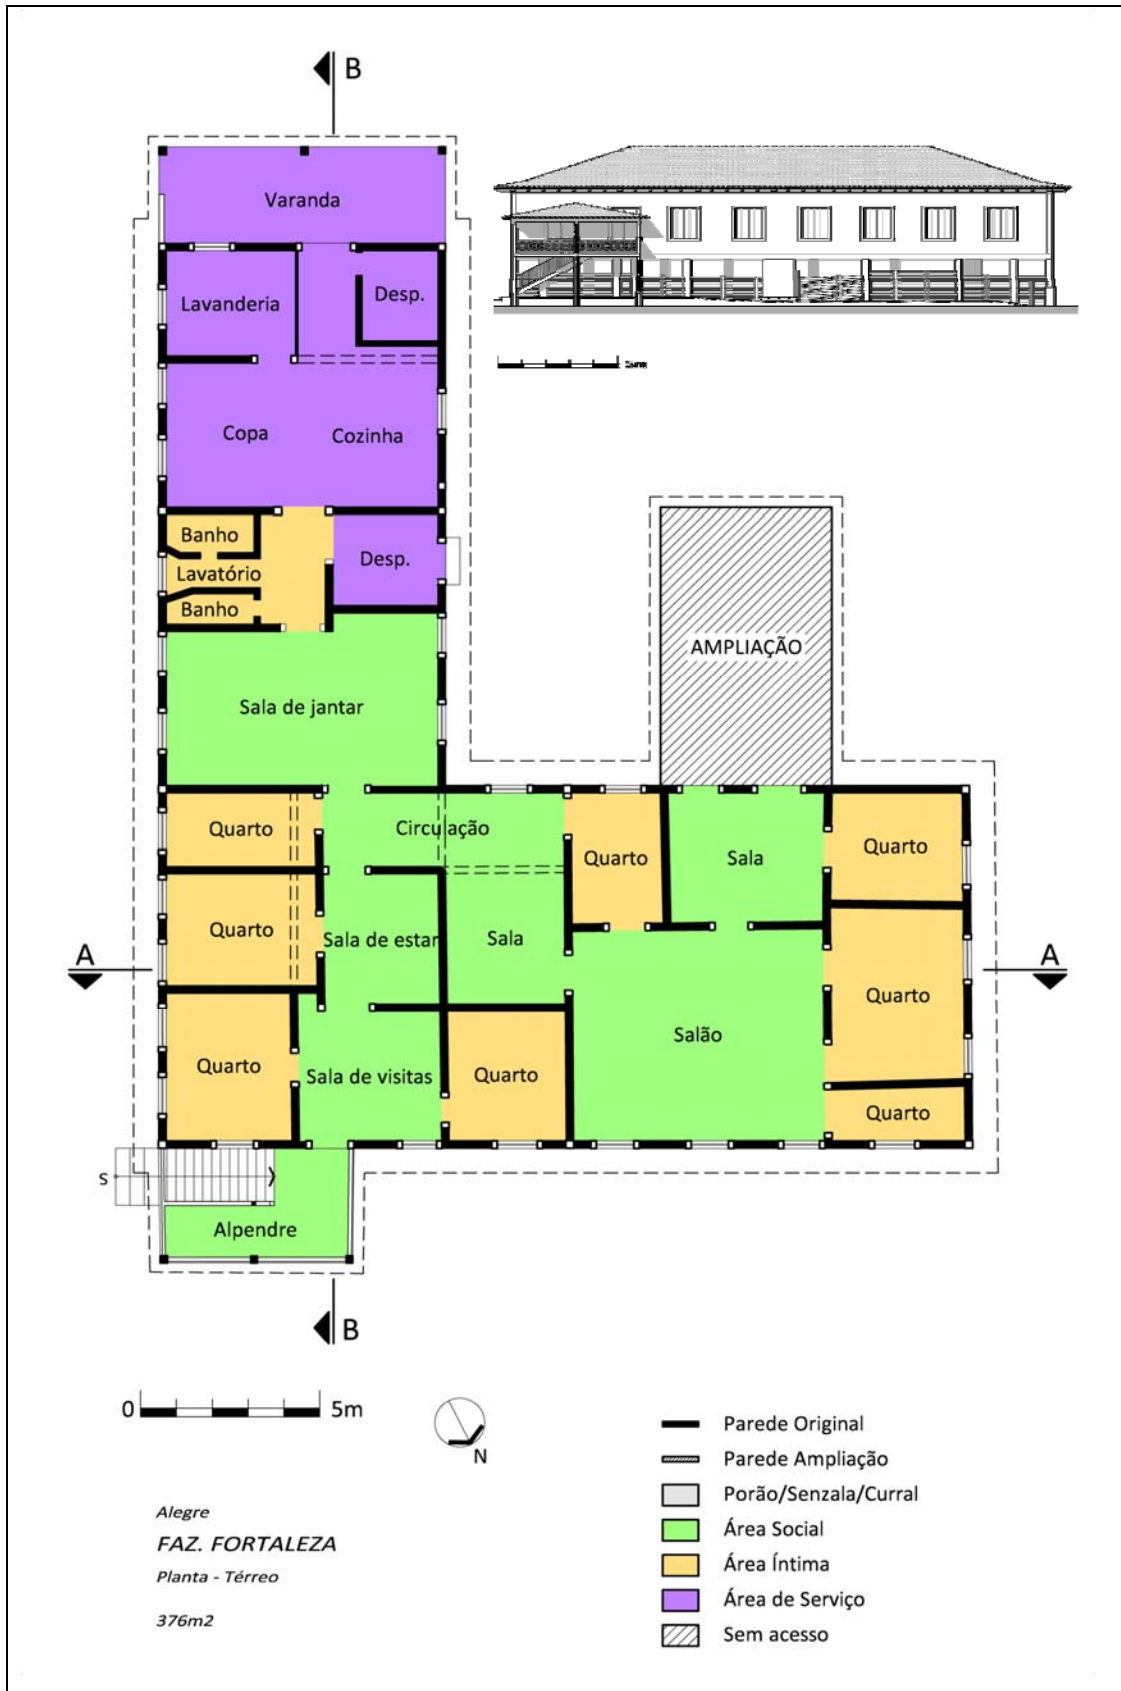 B
Varanda
Lavanderia
Desp.
Copa
Cozinha
Banho
Lavatório
Desp.
Banho
AMPLIAÇÃO
Sala de jantar
Quarto
Circulação
Quarto
Sala
Quarto
Quarto
Sala de estar
Sala
A
A
Quarto
Quarto
Sala de visitas
Quarto
Salão
Quarto
S
Alpendre
B
0
5m
N
Parede Original
Parede Ampliação
Porão/Senzala/Curral
Área Social
Área Íntima
Área de Serviço
Sem acesso
Alegre
FAZ. FORTALEZA
Planta - Térreo
376m2